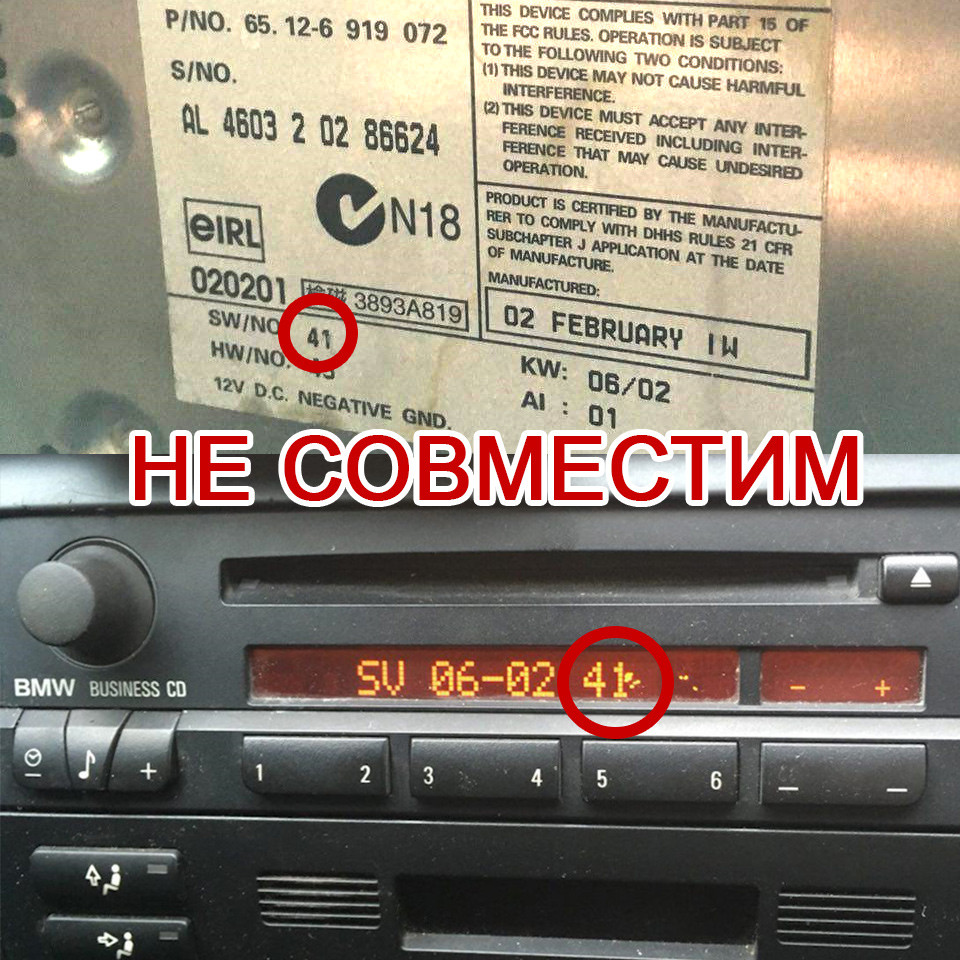 P/NO. 65.12-6 919 072
S/NO.
AL 4603 2 02 86624
eIRL
N18
020201
3893A819
SW/NO
41
HW/NO.
12V D.C. NEGATIVE GND.
THIS DEVICE COMPLIES WITH PART 15 OF
THE FCC RULES. OPERATION IS SUBJECT
TO THE FOLLOWING TWO CONDITIONS:
(1) THIS DEVICE MAY NOT CAUSE HARMFUL
INTERFERENCE.
(2) THIS DEVICE MUST ACCEPT ANY INTER-
FERENCE RECEIVED INCLUDING INTER-
FERENCE THAT MAY CAUSE UNDESIRED
OPERATION.
PRODUCT IS CERTIFIED BY THE MANUFACTU-
RER TO COMPLY WITH DHHS RULES 21 CFR
SUBCHAPTER J APPLICATION AT THE DATE
OF MANUFACTURE.
MANUFACTURED:
02 FEBRUARY IW
KW: 06/02
AI : 01
НЕ СОВМЕСТИМ
SV 06-02 41
- +
BMW BUSINESS CD
- +
1 2 3 4 5 6 - -